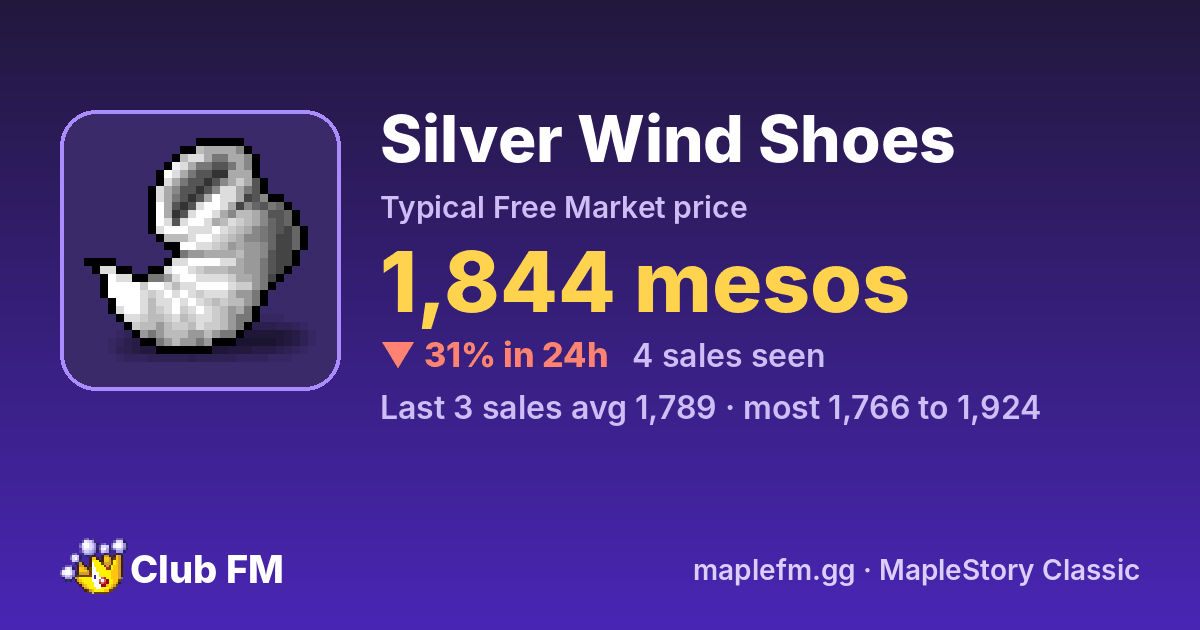 Silver Wind Shoes
Typical Free Market price
1,844 mesos
▼ 31% in 24h 4 sales seen
Last 3 sales avg 1,789 · most 1,766 to 1,924
Club FM
maplefm.gg · MapleStory Classic